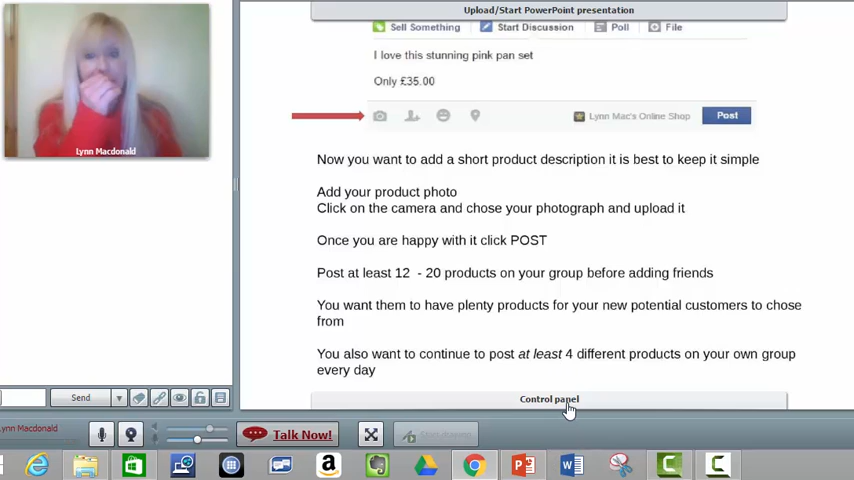 Upload/Start PowerPoint presentation
Sell Something Start Discussion Poll File
I love this stunning pink pan set
Only £35.00
Lynn Mac's Online Shop Post
Now you want to add a short product description it is best to keep it simple
Add your product photo
Click on the camera and chose your photograph and upload it
Once you are happy with it click POST
Post at least 12 - 20 products on your group before adding friends
You want them to have plenty products for your new potential customers to chose
from
You also want to continue to post at least 4 different products on your own group
every day
Control panel
Lynn Macdonald
Send
Lynn Macdonald
Talk Now!